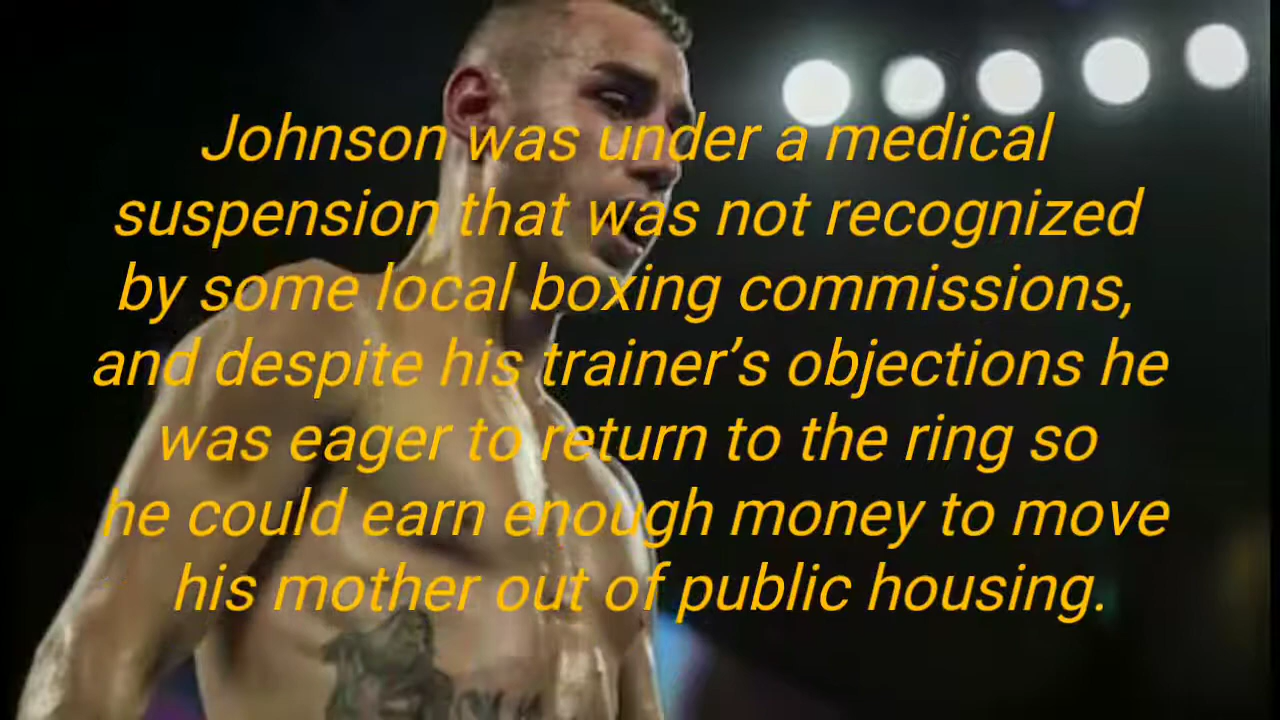 Johnson was under a medical
suspension that was not recognized
by some local boxing commissions,
and despite his trainer’s objections he
was eager to return to the ring so
he could earn enough money to move
his mother out of public housing.